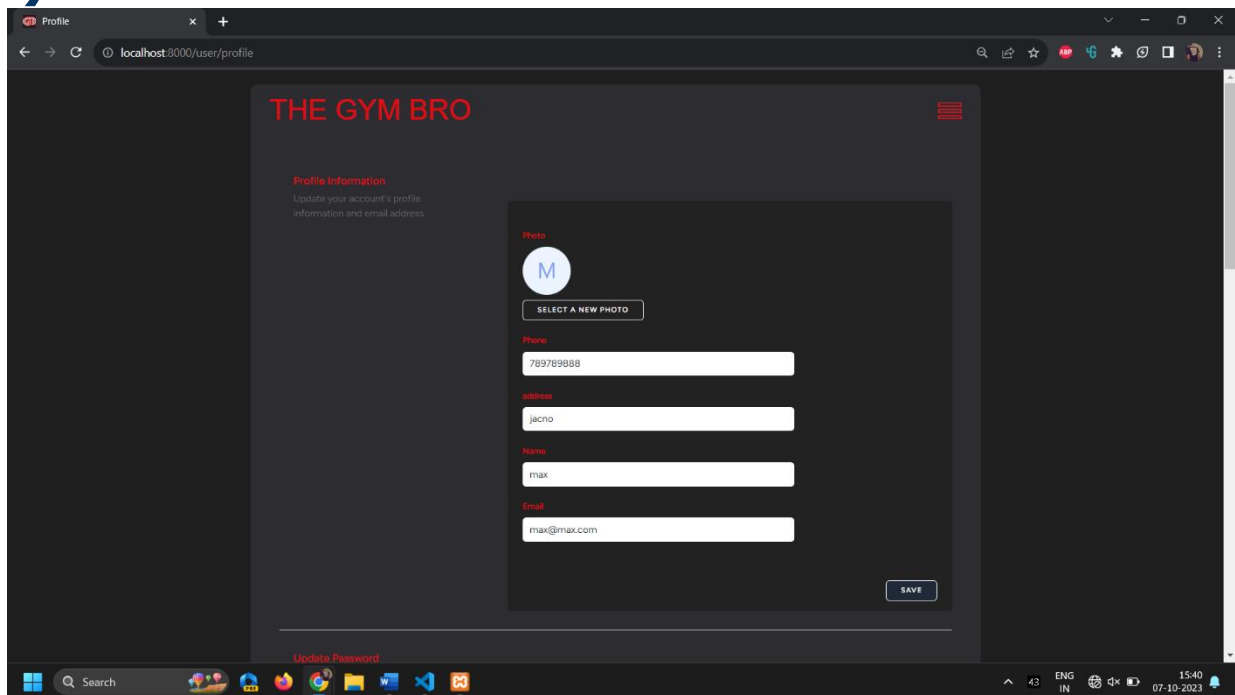 Profile
localhost:8000/user/profile
ABP
THE GYM BRO
Profile Information
Update your account's profile
information and email address.
Photo
M
SELECT A NEW PHOTO
Phone
789789888
address
jacno
Name
max
Email
max@max.com
SAVE
Update Password
Search
43
ENG
IN
15:40
07-10-2023